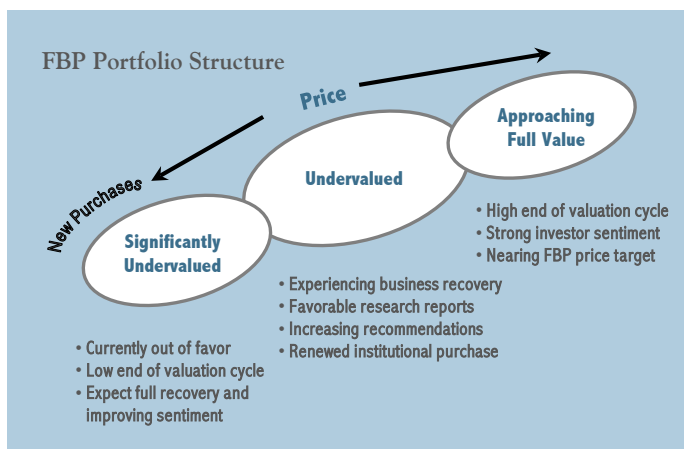 FBP Portfolio Structure
Price
Approaching
Full Value
Undervalued
New Purchases
Significantly
Undervalued
• High end of valuation cycle
• Strong investor sentiment
• Nearing FBP price target
• Experiencing business recovery
• Favorable research reports
• Increasing recommendations
• Renewed institutional purchase
• Currently out of favor
• Low end of valuation cycle
• Expect full recovery and
improving sentiment